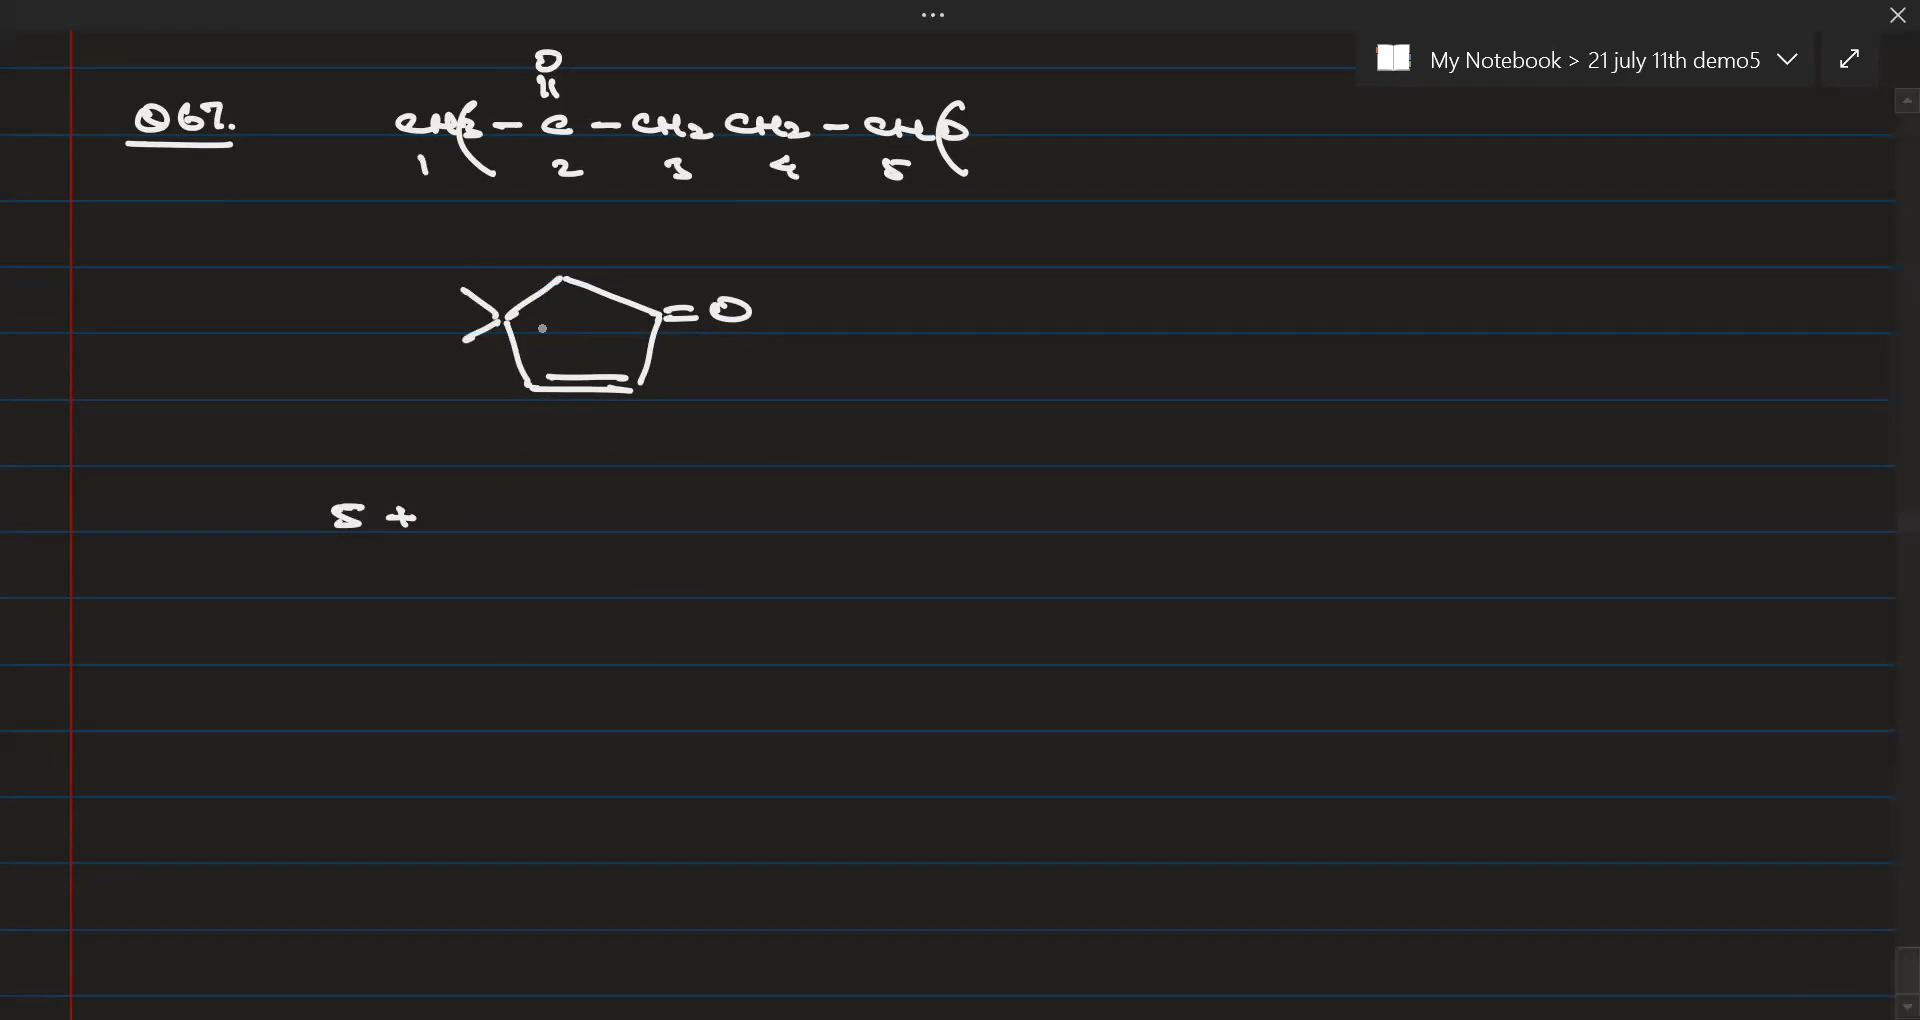 My Notebook > 21 july 11th demo5
O
Q67. CH3 - C - CH2 CH2 - CH3
1 2 3 4 5
= O
5 +